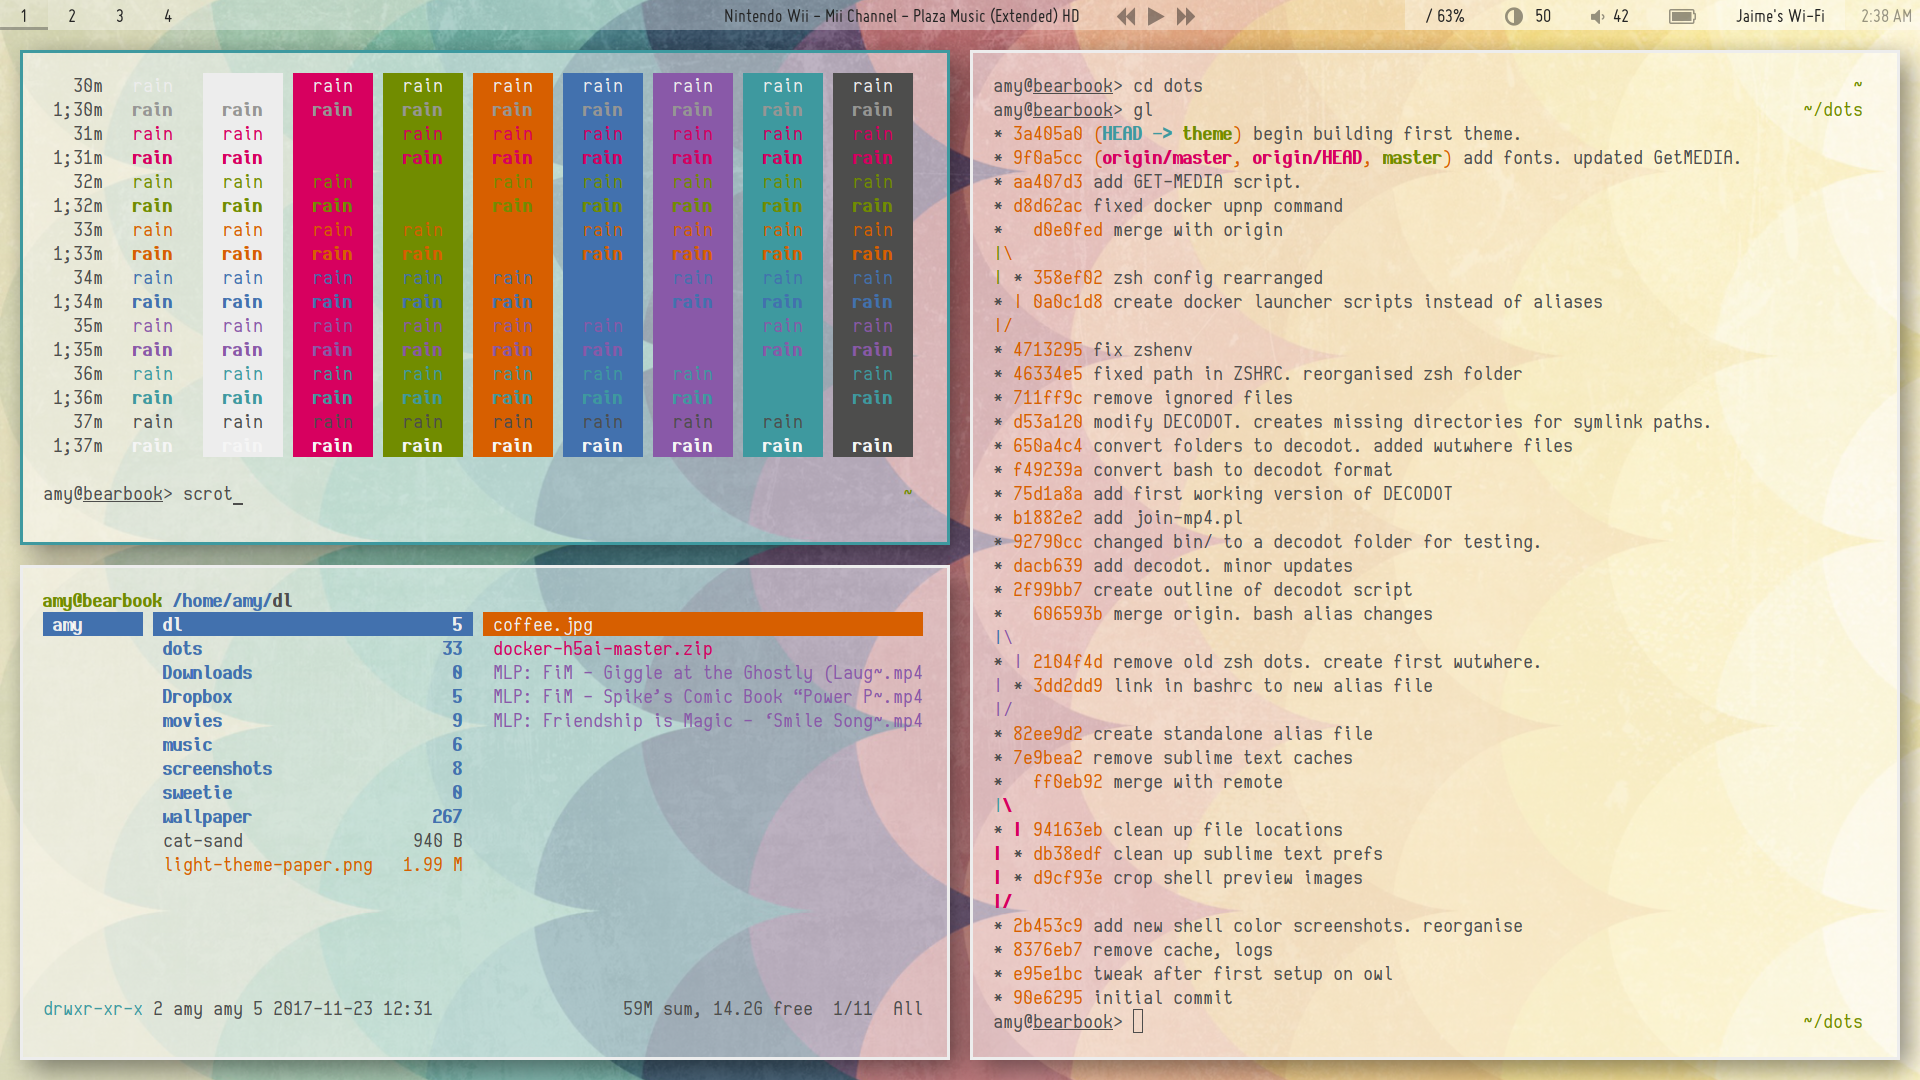 1 2 3 4 Nintendo Wii - Mii Channel - Plaza Music (Extended) HD / 63% 50 42 Jaime's Wi-Fi 2:38 AM
30m rain rain rain rain rain rain rain rain
1;30m rain rain rain rain rain rain rain rain rain
31m rain rain rain rain rain rain rain rain
1;31m rain rain rain rain rain rain rain rain
32m rain rain rain rain rain rain rain rain
1;32m rain rain rain rain rain rain rain rain
33m rain rain rain rain rain rain rain rain
1;33m rain rain rain rain rain rain rain rain
34m rain rain rain rain rain rain rain rain
1;34m rain rain rain rain rain rain rain rain
35m rain rain rain rain rain rain rain rain
1;35m rain rain rain rain rain rain rain rain
36m rain rain rain rain rain rain rain rain
1;36m rain rain rain rain rain rain rain rain
37m rain rain rain rain rain rain rain rain
1;37m rain rain rain rain rain rain rain rain rain
amy@bearbook> scrot_ ~
amy@bearbook /home/amy/dl
amy dl 5 coffee.jpg
dots 33 docker-h5ai-master.zip
Downloads 0 MLP: FiM - Giggle at the Ghostly (Laug~.mp4
Dropbox 5 MLP: FiM - Spike’s Comic Book “Power P~.mp4
movies 9 MLP: Friendship is Magic - ‘Smile Song~.mp4
music 6
screenshots 8
sweetie 0
wallpaper 267
cat-sand 940 B
light-theme-paper.png 1.99 M
drwxr-xr-x 2 amy amy 5 2017-11-23 12:31 59M sum, 14.2G free 1/11 All
amy@bearbook> cd dots ~
amy@bearbook> gl ~/dots
* 3a405a0 (HEAD -> theme) begin building first theme.
* 9f0a5cc (origin/master, origin/HEAD, master) add fonts. updated GetMEDIA.
* aa407d3 add GET-MEDIA script.
* d8d62ac fixed docker upnp command
* d0e0fed merge with origin
|\
| * 358ef02 zsh config rearranged
* | 0a0c1d8 create docker launcher scripts instead of aliases
|/
* 4713295 fix zshenv
* 46334e5 fixed path in ZSHRC. reorganised zsh folder
* 711ff9c remove ignored files
* d53a120 modify DECODOT. creates missing directories for symlink paths.
* 650a4c4 convert folders to decodot. added wutwhere files
* f49239a convert bash to decodot format
* 75d1a8a add first working version of DECODOT
* b1882e2 add join-mp4.pl
* 92790cc changed bin/ to a decodot folder for testing.
* dacb639 add decodot. minor updates
* 2f99bb7 create outline of decodot script
* 606593b merge origin. bash alias changes
|\
* | 2104f4d remove old zsh dots. create first wutwhere.
| * 3dd2dd9 link in bashrc to new alias file
|/
* 82ee9d2 create standalone alias file
* 7e9bea2 remove sublime text caches
* ff0eb92 merge with remote
|\
* | 94163eb clean up file locations
| * db38edf clean up sublime text prefs
| * d9cf93e crop shell preview images
|/
* 2b453c9 add new shell color screenshots. reorganise
* 8376eb7 remove cache, logs
* e95e1bc tweak after first setup on owl
* 90e6295 initial commit
amy@bearbook> ~/dots